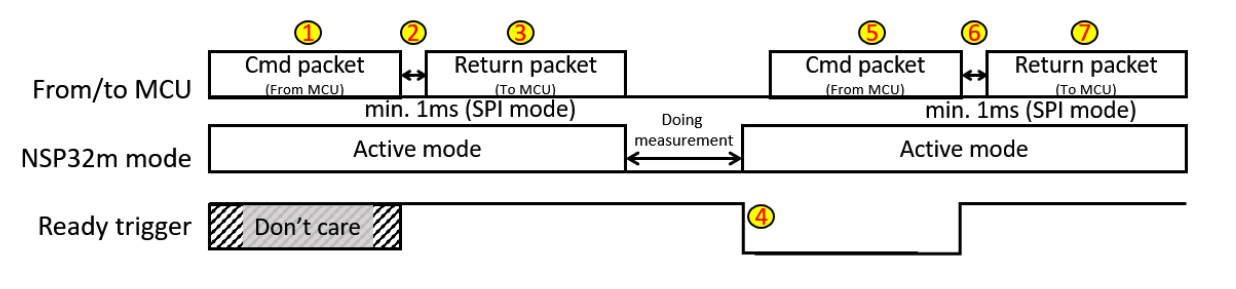 ① ② ③ ⑤ ⑥ ⑦
From/to MCU
Cmd packet
(From MCU)
Return packet
(To MCU)
Cmd packet
(From MCU)
Return packet
(To MCU)
min. 1ms (SPI mode)
min. 1ms (SPI mode)
NSP32m mode
Active mode
Doing
measurement
Active mode
Ready trigger
Don't care
④